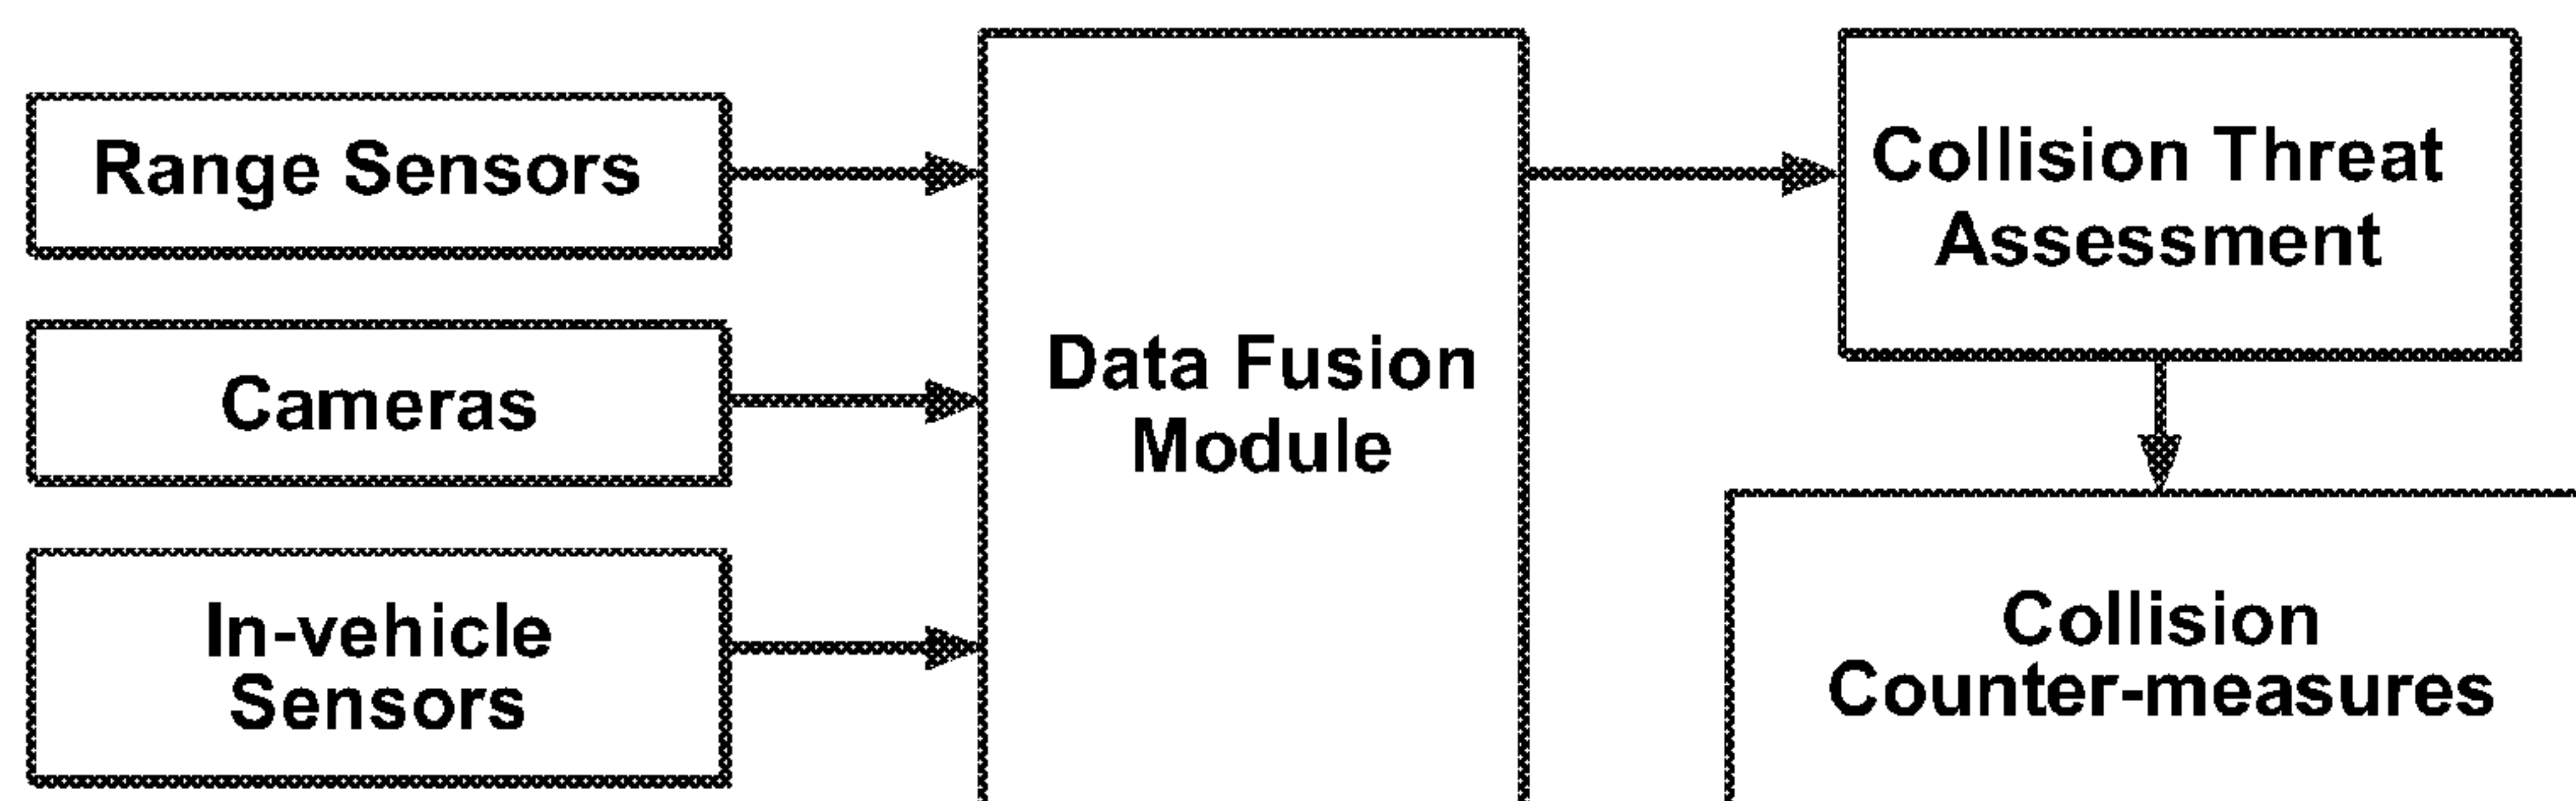 Range Sensors
Cameras
In-vehicle
Sensors
Data Fusion
Module
Collision Threat
Assessment
Collision
Counter-measures